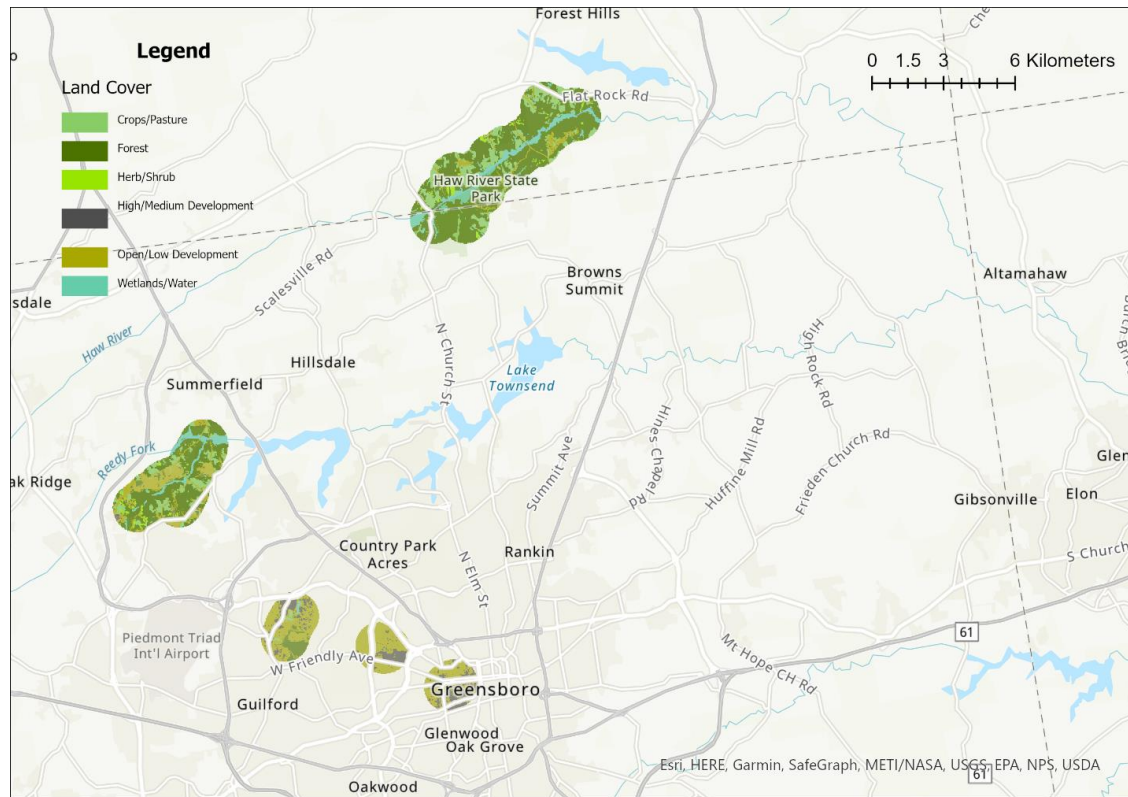 Legend
Land Cover
Crops/Pasture
Forest
Herb/Shrub
High/Medium Development
Open/Low Development
Wetlands/Water
0 1.5 3 6 Kilometers
o
Forest Hills
Che
Flat Rock Rd
Haw River State
Park
sdale
Scalesville Rd
Browns
Summit
Altamahaw
Haw River
Hillsdale
N Church St
Lake
Townsend
High Rock Rd
Burch Bri
Summerfield
Reedy Fork
Summit Ave
Hines Chapel Rd
Huffine Mill Rd
Frieden Church Rd
Glen
ak Ridge
Gibsonville
Elon
Country Park
Acres
N Elm St
Rankin
S Church
61
Piedmont Triad
Int'l Airport
W Friendly Ave
Mt Hope CH Rd
Greensboro
Guilford
Glenwood
Oak Grove
61
Oakwood
Esri, HERE, Garmin, SafeGraph, METI/NASA, USGS, EPA, NPS, USDA